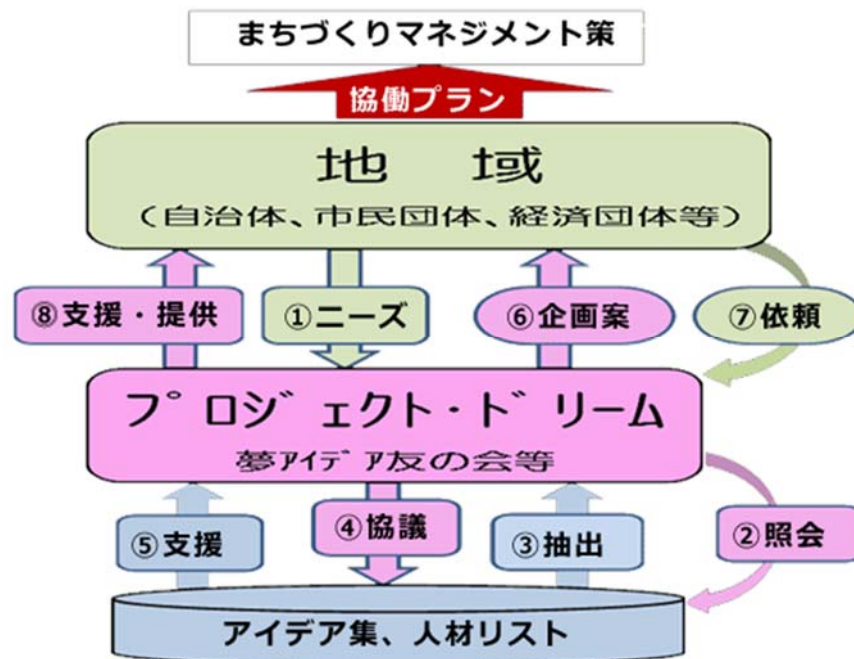 まちづくりマネジメント策
協働プラン
地 域
（自治体、市民団体、経済団体等）
⑧支援・提供
①ニーズ
⑥企画案
⑦依頼
プロジェクト・ドリーム
夢アイデア友の会等
⑤支援
④協議
③抽出
②照会
アイデア集、人材リスト